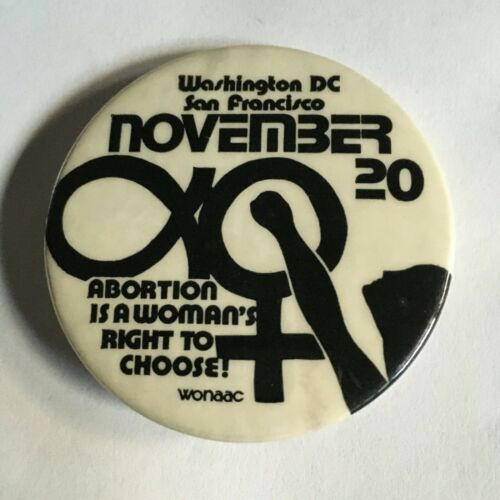 Washington DC
San Francisco
NOVEMBER
20
ABORTION
IS A WOMAN'S
RIGHT TO
CHOOSE!
WONAAC